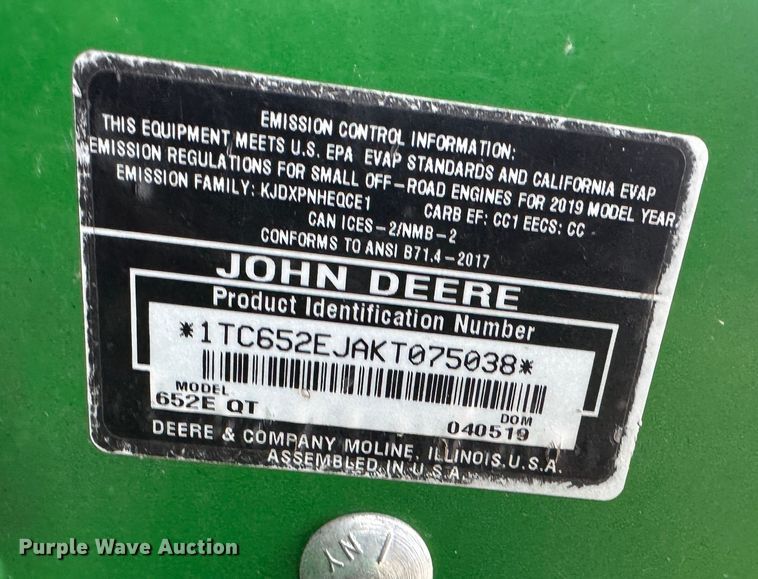 EMISSION CONTROL INFORMATION:
THIS EQUIPMENT MEETS U.S. EPA EVAP STANDARDS AND CALIFORNIA EVAP
EMISSION REGULATIONS FOR SMALL OFF-ROAD ENGINES FOR 2019 MODEL YEAR.
EMISSION FAMILY: KJDXPNHEQCE1 CARB EF: CC1 EECS: CC
CAN ICES-2/NMB-2
CONFORMS TO ANSI B71.4-2017
JOHN DEERE
Product Identification Number
*1TC652EJAKT075038*
MODEL DOM
652E QT 040519
DEERE & COMPANY MOLINE, ILLINOIS.U.S.A.
ASSEMBLED IN U.S.A.
NY
Purple Wave Auction